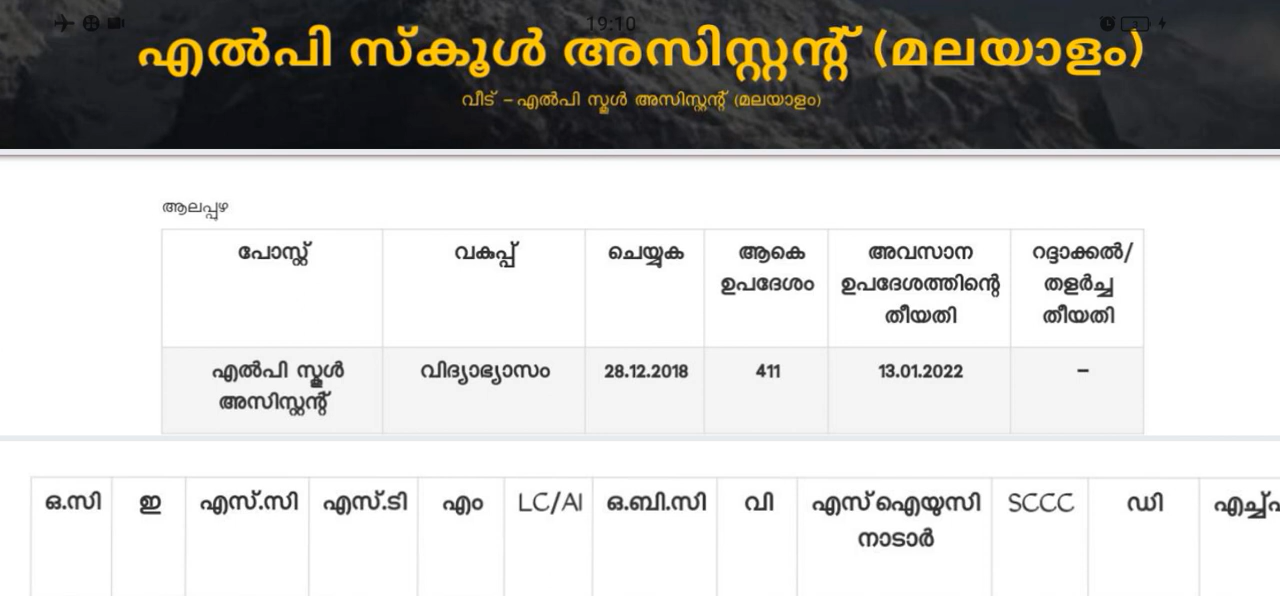 19:10
എൽപി സ്കൂൾ അസിസ്റ്റന്റ് (മലയാളം)
വീട് – എൽപി സ്കൂൾ അസിസ്റ്റന്റ് (മലയാളം)
ആലപ്പുഴ
പോസ്റ്റ് വകുപ്പ് ചെയ്യുക ആകെ ഉപദേശം അവസാന ഉപദേശത്തിന്റെ തീയതി റദ്ദാക്കൽ/ തളർച്ച തീയതി
എൽപി സ്കൂൾ അസിസ്റ്റന്റ് വിദ്യാഭ്യാസം 28.12.2018 411 13.01.2022 –
ഒ.സി ഇ എസ്.സി എസ്.ടി എം LC/AI ഒ.ബി.സി വി എസ്ഐയുസി നാടാർ SCCC ഡി